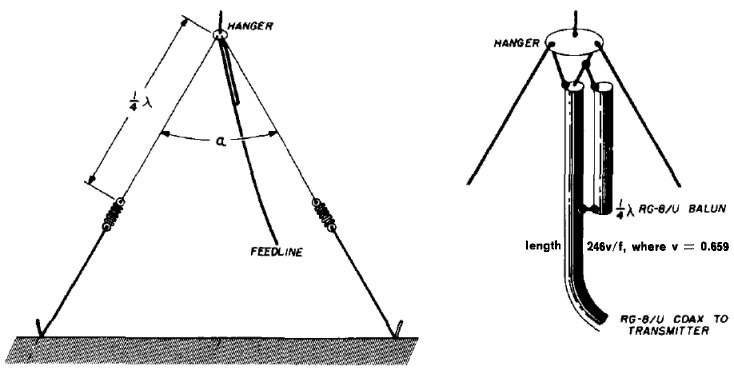 HANGER
¼ λ
a
FEEDLINE
HANGER
¼ λ RG-8/U BALUN
length 246v/f, where v = 0.659
RG-8/U COAX TO
TRANSMITTER